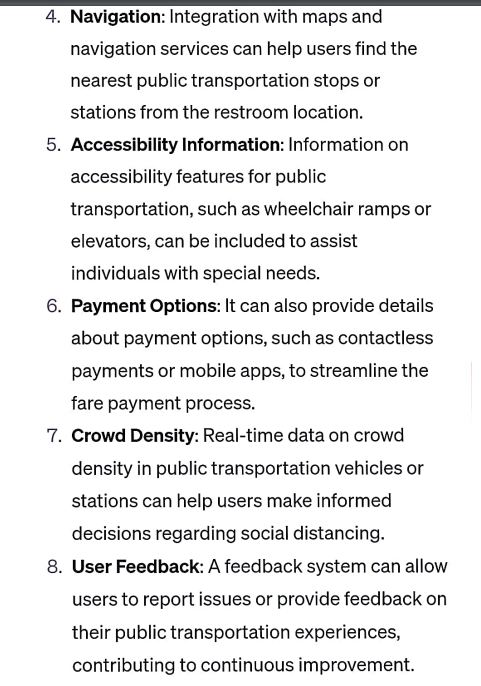 4. Navigation: Integration with maps and
navigation services can help users find the
nearest public transportation stops or
stations from the restroom location.
5. Accessibility Information: Information on
accessibility features for public
transportation, such as wheelchair ramps or
elevators, can be included to assist
individuals with special needs.
6. Payment Options: It can also provide details
about payment options, such as contactless
payments or mobile apps, to streamline the
fare payment process.
7. Crowd Density: Real-time data on crowd
density in public transportation vehicles or
stations can help users make informed
decisions regarding social distancing.
8. User Feedback: A feedback system can allow
users to report issues or provide feedback on
their public transportation experiences,
contributing to continuous improvement.